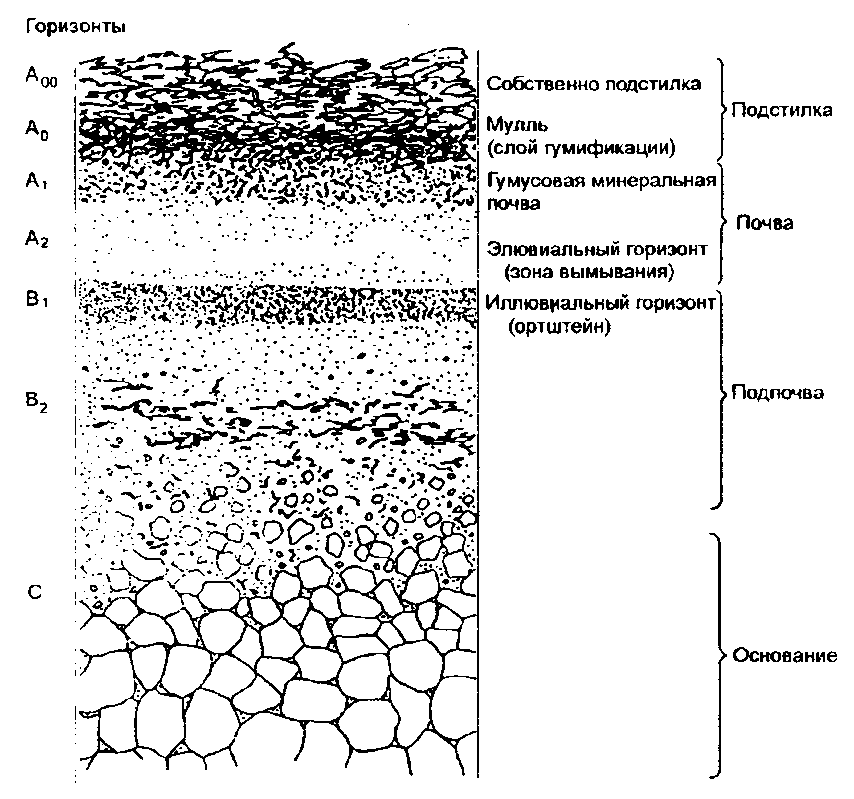 Горизонты
A00
Собственно подстилка
Подстилка
A0
Мулль
(слой гумификации)
A1
Гумусовая минеральная
почва
Почва
A2
Элювиальный горизонт
(зона вымывания)
B1
Иллювиальный горизонт
(ортштейн)
B2
Подпочва
C
Основание